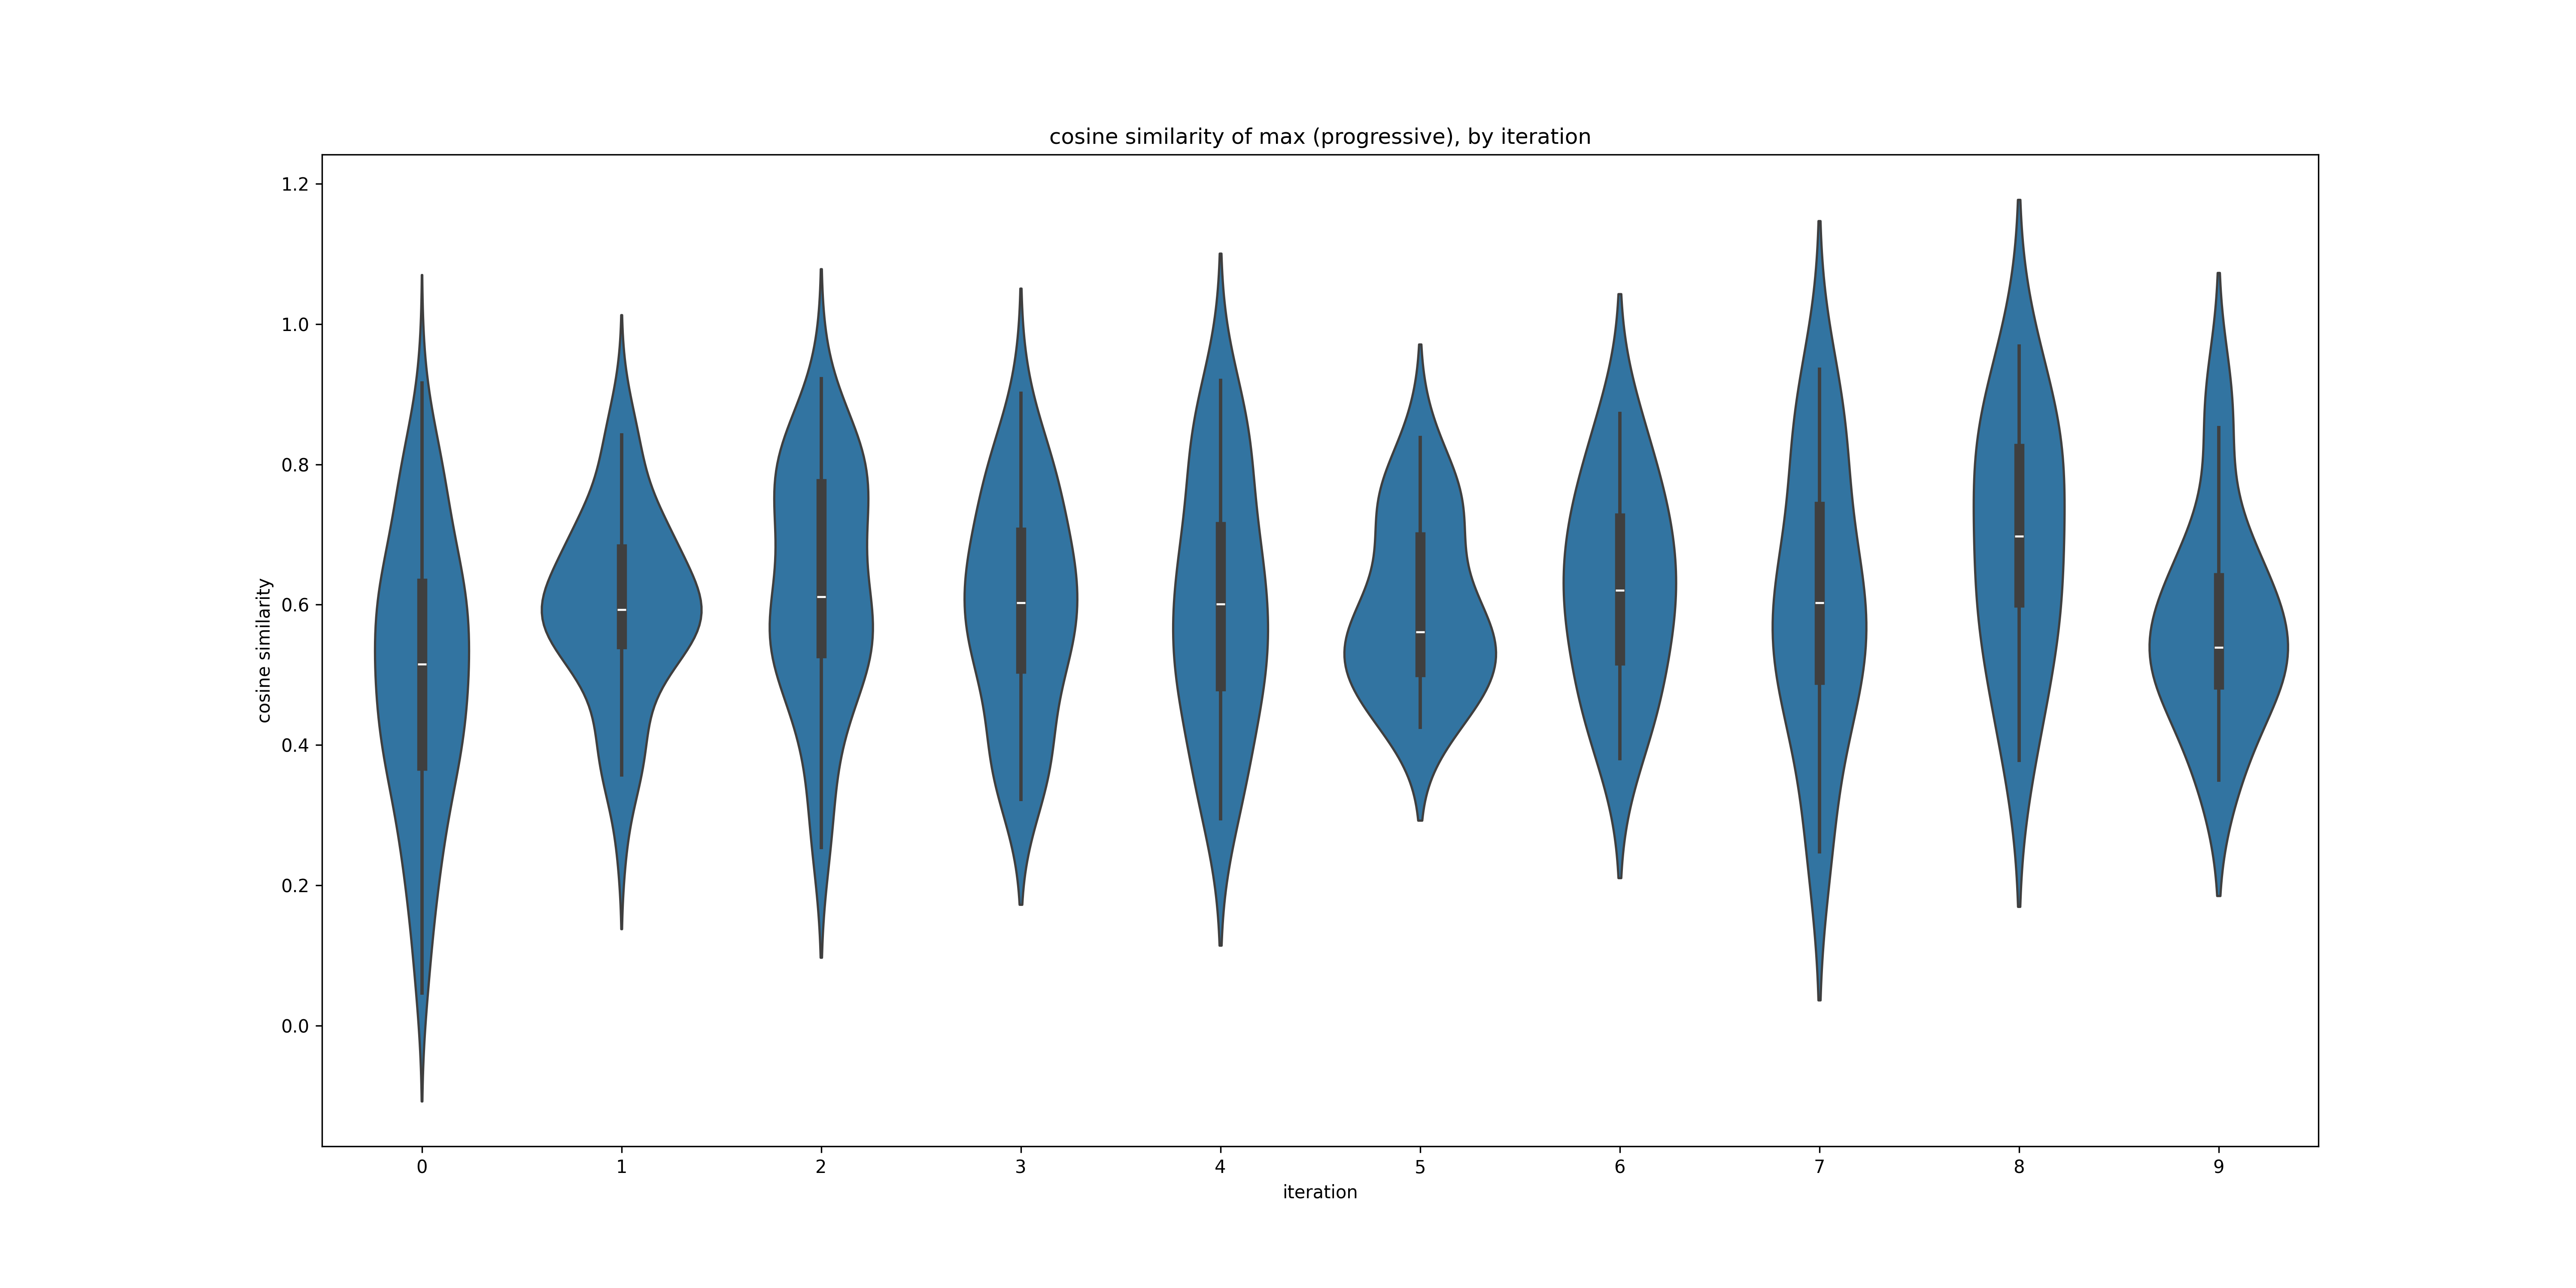 cosine similarity of max (progressive), by iteration
1.2
1.0
0.8
0.6
0.4
0.2
0.0
cosine similarity
0 1 2 3 4 5 6 7 8 9
iteration